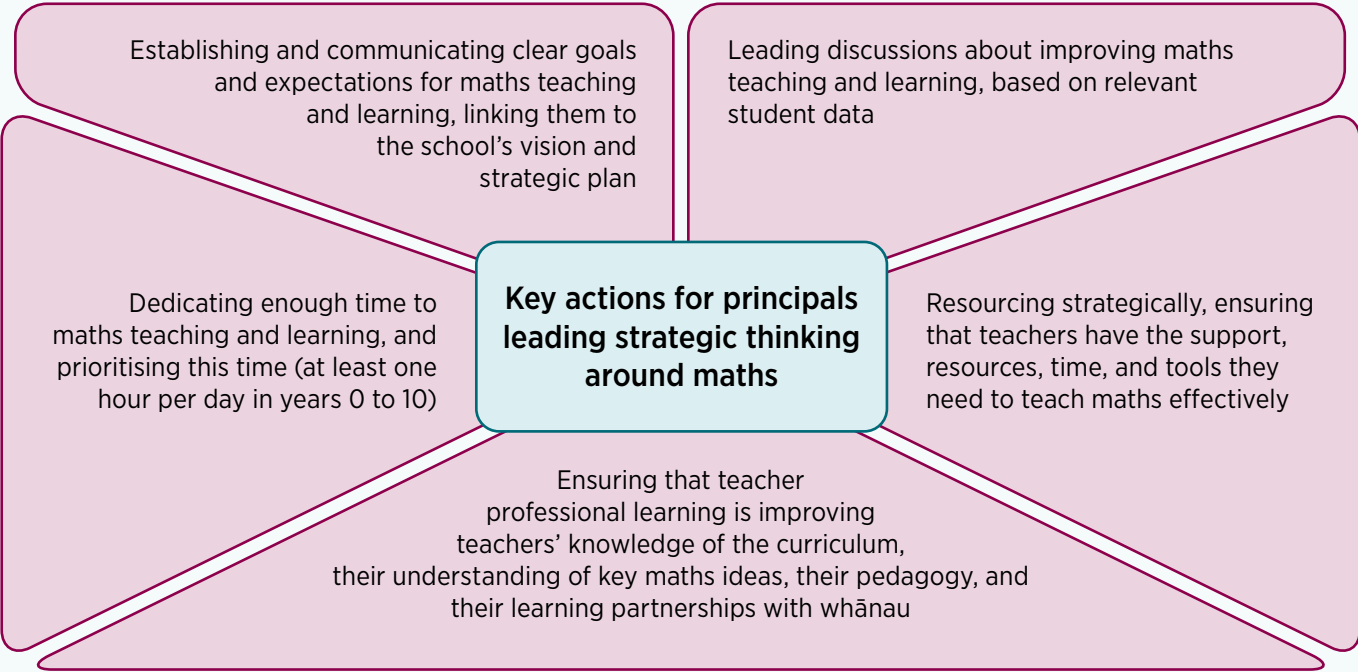 Establishing and communicating clear goals
and expectations for maths teaching
and learning, linking them to
the school’s vision and
strategic plan
Leading discussions about improving maths
teaching and learning, based on relevant
student data
Dedicating enough time to
maths teaching and learning, and
prioritising this time (at least one
hour per day in years 0 to 10)
Key actions for principals
leading strategic thinking
around maths
Resourcing strategically, ensuring
that teachers have the support,
resources, time, and tools they
need to teach maths effectively
Ensuring that teacher
professional learning is improving
teachers’ knowledge of the curriculum,
their understanding of key maths ideas, their pedagogy, and
their learning partnerships with whānau